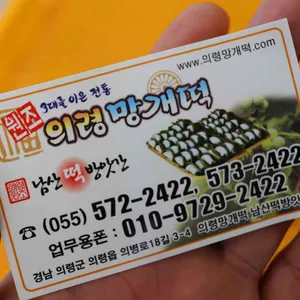 www.의령망개떡.com
3대를 이은 전통
원조
의령 망개떡
남산 떡 방앗간
☎ (055) 572-2422, 573-2422
업무용폰 : 010-9729-2422
의령망개떡.남산떡방앗간
경남 의령군 의령읍 의병로18길 3-4